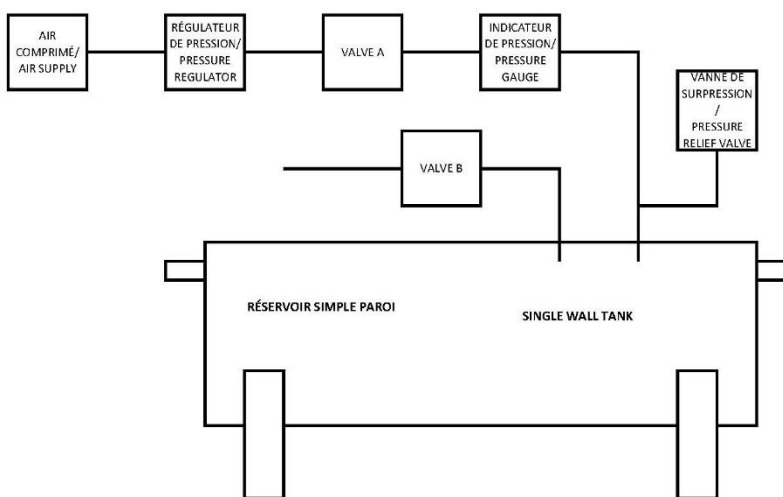 AIR
COMPRIMÉ/
AIR SUPPLY
RÉGULATEUR
DE PRESSION/
PRESSURE
REGULATOR
VALVE A
INDICATEUR
DE PRESSION/
PRESSURE
GAUGE
VANNE DE
SURPRESSION
/
PRESSURE
RELIEF VALVE
VALVE B
RÉSERVOIR SIMPLE PAROI
SINGLE WALL TANK